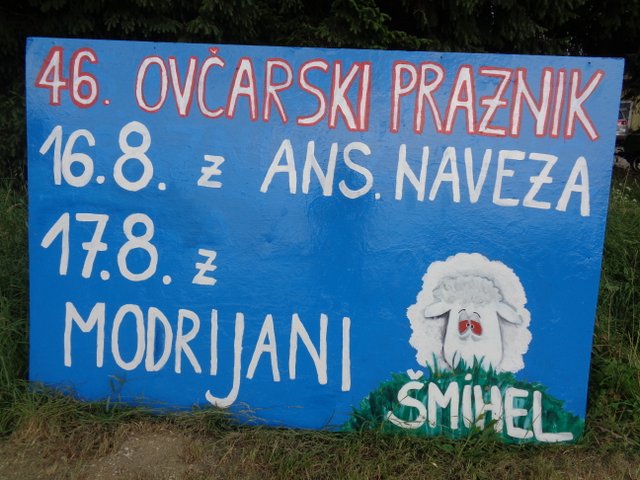 46. OVČARSKI PRAZNIK
16.8. z ANS. NAVEZA
17.8. z
MODRIJANI
ŠMIHEL